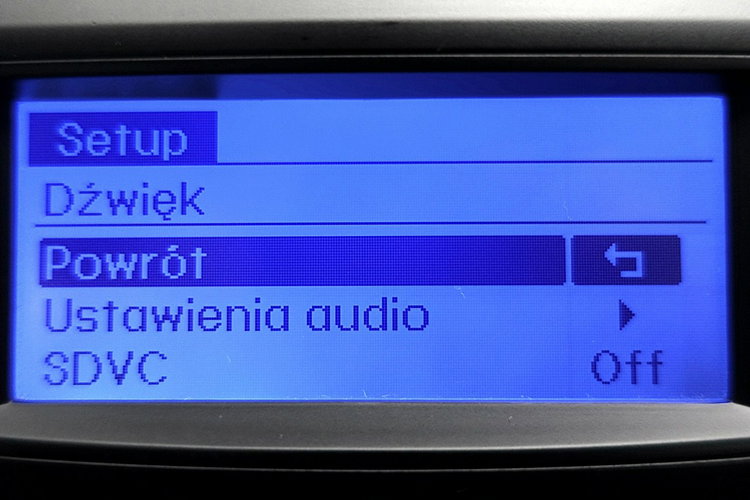 Setup
Dźwięk
Powrót
Ustawienia audio
SDVC Off